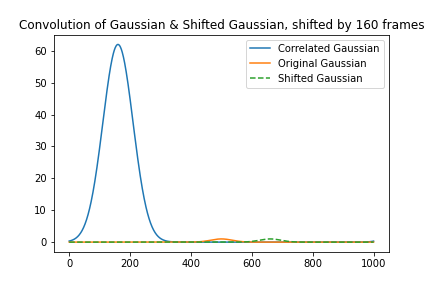 Convolution of Gaussian & Shifted Gaussian, shifted by 160 frames
Correlated Gaussian
Original Gaussian
Shifted Gaussian
60
50
40
30
20
10
0
0 200 400 600 800 1000